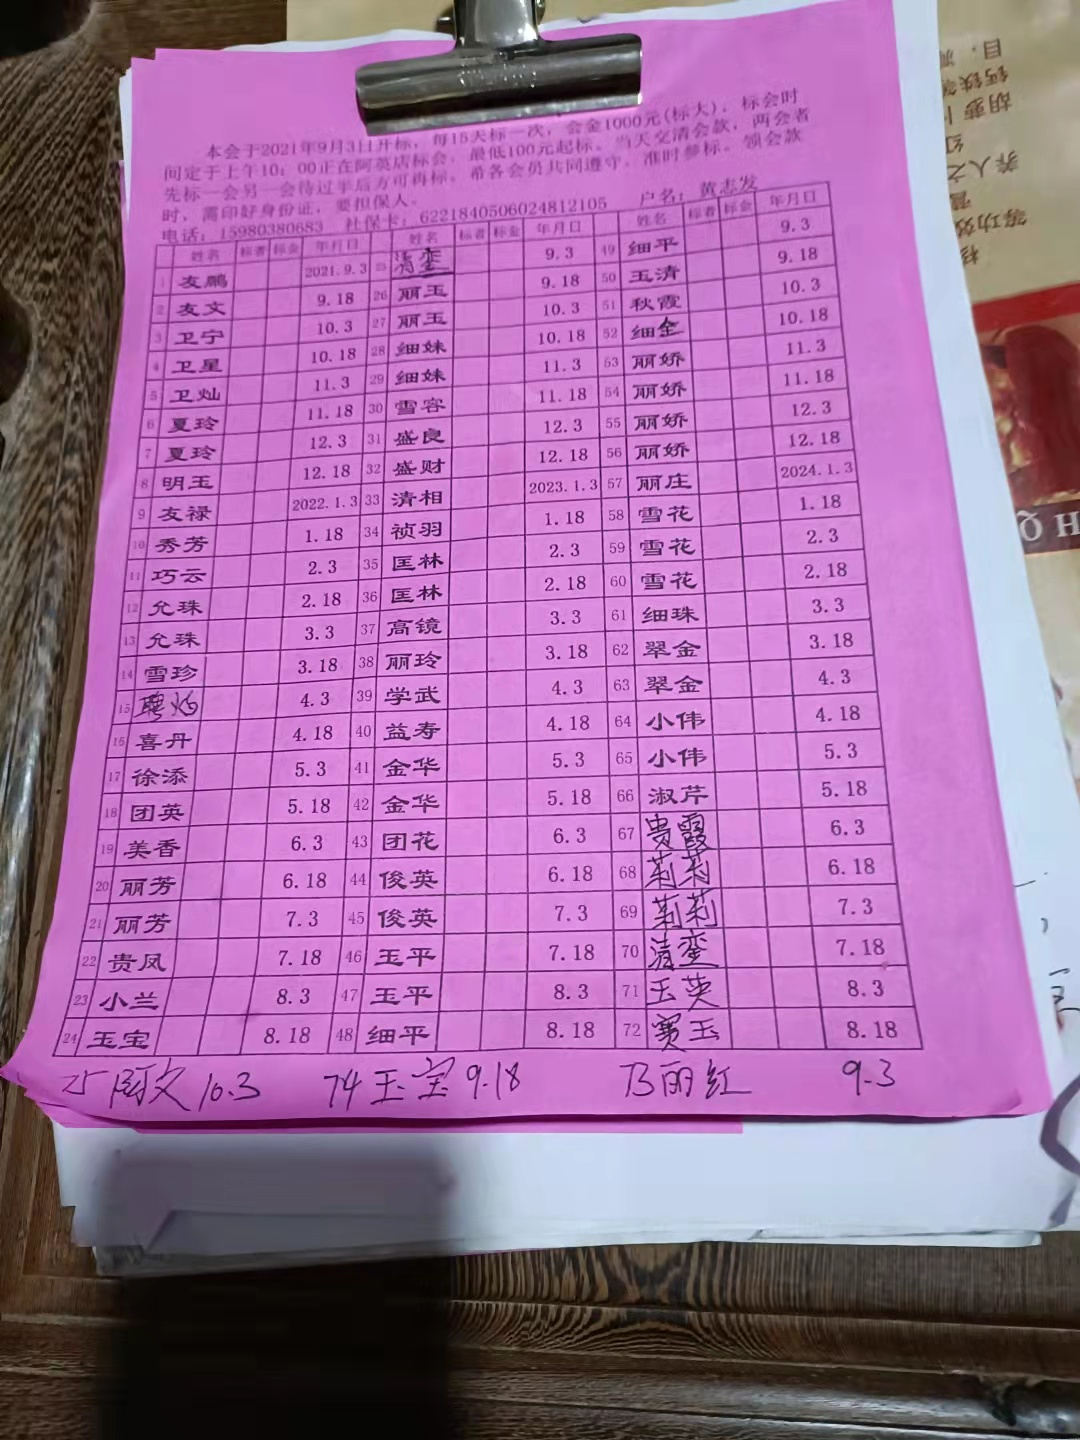 本会于2021年9月3日开标，每15天标一次，会金1000元(标大)，标会时
间定于上午10：00正在阿英店标会，最低100元起标。当天交清会款，两会者
先标一会另一会待过半后方可再标。希各会员共同遵守，准时参标。领会款
时，需印好身份证，要担保人。
电话：15980380683 社保卡：6221840506024812105 户名：黄志发
姓名 标者 标金 年月日 姓名 标者 标金 年月日 姓名 标者 标金 年月日
1 友鹏 2021.9.3 25 清銮 9.3 49 细平 9.3
2 友文 9.18 26 丽玉 9.18 50 玉清 9.18
3 卫宁 10.3 27 丽玉 10.3 51 秋霞 10.3
4 卫星 10.18 28 细妹 10.18 52 细金 10.18
5 卫灿 11.3 29 细妹 11.3 53 丽娇 11.3
6 夏玲 11.18 30 雪容 11.18 54 丽娇 11.18
7 夏玲 12.3 31 盛良 12.3 55 丽娇 12.3
8 明玉 12.18 32 盛财 12.18 56 丽娇 12.18
9 友禄 2022.1.3 33 清相 2023.1.3 57 丽庄 2024.1.3
10 秀芳 1.18 34 祯羽 1.18 58 雪花 1.18
11 巧云 2.3 35 匡林 2.3 59 雪花 2.3
12 允珠 2.18 36 匡林 2.18 60 雪花 2.18
13 允珠 3.3 37 高镜 3.3 61 细珠 3.3
14 雪珍 3.18 38 丽玲 3.18 62 翠金 3.18
15 4.3 39 学武 4.3 63 翠金 4.3
16 喜丹 4.18 40 益寿 4.18 64 小伟 4.18
17 徐添 5.3 41 金华 5.3 65 小伟 5.3
18 团英 5.18 42 金华 5.18 66 淑芹 5.18
19 美香 6.3 43 团花 6.3 67 贵霞 6.3
20 丽芳 6.18 44 俊英 6.18 68 莉莉 6.18
21 丽芳 7.3 45 俊英 7.3 69 莉莉 7.3
22 贵凤 7.18 46 玉平 7.18 70 清銮 7.18
23 小兰 8.3 47 玉平 8.3 71 玉英 8.3
24 玉宝 8.18 48 细平 8.18 72 赛玉 8.18
75 阿文 10.3 74 玉宝 9.18 73 丽红 9.3